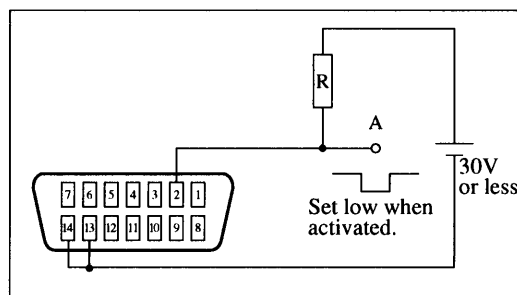 R
A
30V
or less
Set low when
activated.
7 6 5 4 3 2 1
14 13 12 11 10 9 8